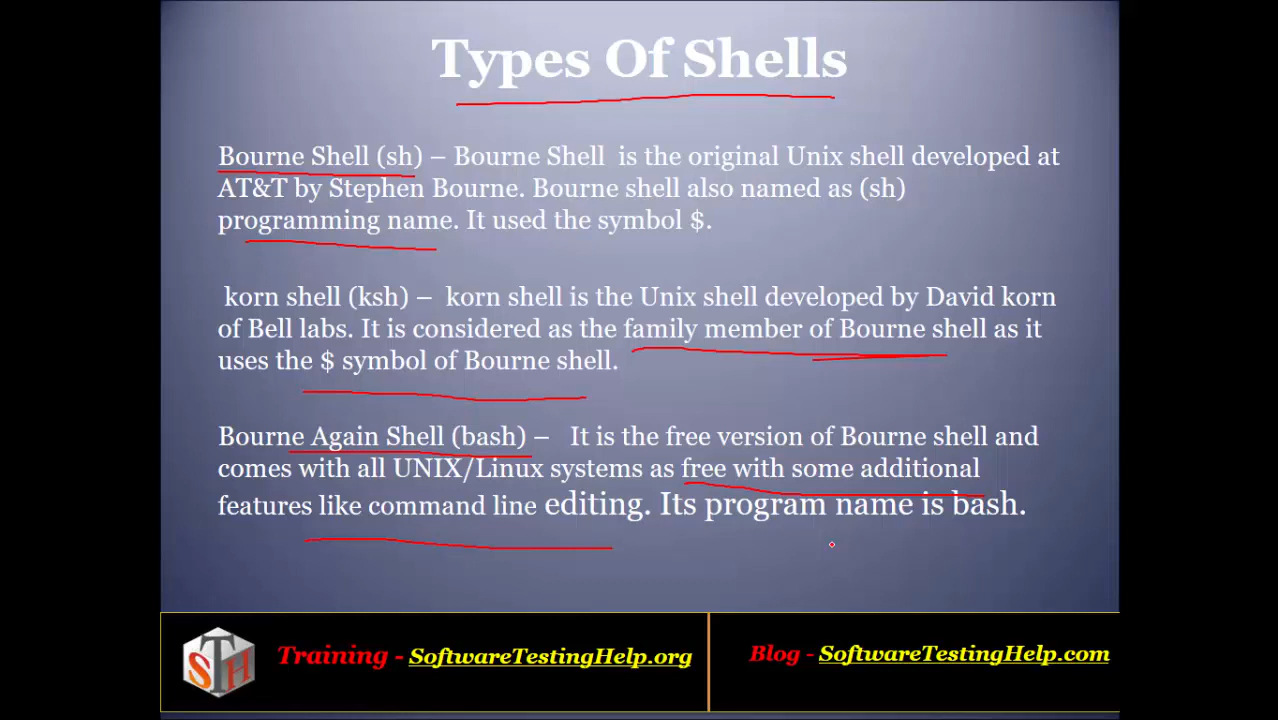 Types Of Shells
Bourne Shell (sh) – Bourne Shell is the original Unix shell developed at
AT&T by Stephen Bourne. Bourne shell also named as (sh)
programming name. It used the symbol $.
korn shell (ksh) – korn shell is the Unix shell developed by David korn
of Bell labs. It is considered as the family member of Bourne shell as it
uses the $ symbol of Bourne shell.
Bourne Again Shell (bash) – It is the free version of Bourne shell and
comes with all UNIX/Linux systems as free with some additional
features like command line editing. Its program name is bash.
STH
Training - SoftwareTestingHelp.org
Blog - SoftwareTestingHelp.com